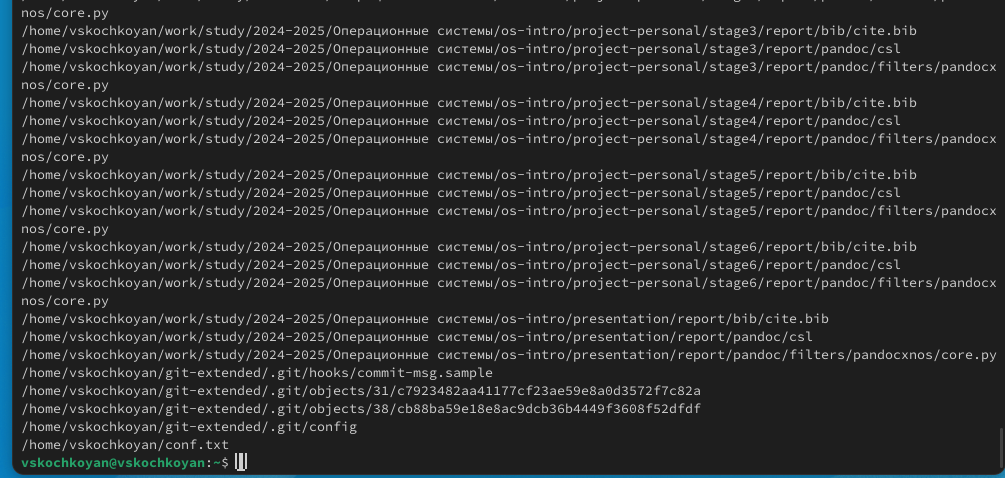 nos/core.py
/home/vskochkoyan/work/study/2024-2025/Операционные системы/os-intro/project-personal/stage3/report/bib/cite.bib
/home/vskochkoyan/work/study/2024-2025/Операционные системы/os-intro/project-personal/stage3/report/pandoc/csl
/home/vskochkoyan/work/study/2024-2025/Операционные системы/os-intro/project-personal/stage3/report/pandoc/filters/pandocx
nos/core.py
/home/vskochkoyan/work/study/2024-2025/Операционные системы/os-intro/project-personal/stage4/report/bib/cite.bib
/home/vskochkoyan/work/study/2024-2025/Операционные системы/os-intro/project-personal/stage4/report/pandoc/csl
/home/vskochkoyan/work/study/2024-2025/Операционные системы/os-intro/project-personal/stage4/report/pandoc/filters/pandocx
nos/core.py
/home/vskochkoyan/work/study/2024-2025/Операционные системы/os-intro/project-personal/stage5/report/bib/cite.bib
/home/vskochkoyan/work/study/2024-2025/Операционные системы/os-intro/project-personal/stage5/report/pandoc/csl
/home/vskochkoyan/work/study/2024-2025/Операционные системы/os-intro/project-personal/stage5/report/pandoc/filters/pandocx
nos/core.py
/home/vskochkoyan/work/study/2024-2025/Операционные системы/os-intro/project-personal/stage6/report/bib/cite.bib
/home/vskochkoyan/work/study/2024-2025/Операционные системы/os-intro/project-personal/stage6/report/pandoc/csl
/home/vskochkoyan/work/study/2024-2025/Операционные системы/os-intro/project-personal/stage6/report/pandoc/filters/pandocx
nos/core.py
/home/vskochkoyan/work/study/2024-2025/Операционные системы/os-intro/presentation/report/bib/cite.bib
/home/vskochkoyan/work/study/2024-2025/Операционные системы/os-intro/presentation/report/pandoc/csl
/home/vskochkoyan/work/study/2024-2025/Операционные системы/os-intro/presentation/report/pandoc/filters/pandocxnos/core.py
/home/vskochkoyan/git-extended/.git/hooks/commit-msg.sample
/home/vskochkoyan/git-extended/.git/objects/31/c7923482aa41177cf23ae59e8a0d3572f7c82a
/home/vskochkoyan/git-extended/.git/objects/38/cb88ba59e18e8ac9dcb36b4449f3608f52dfdf
/home/vskochkoyan/git-extended/.git/config
/home/vskochkoyan/conf.txt
vskochkoyan@vskochkoyan:~$